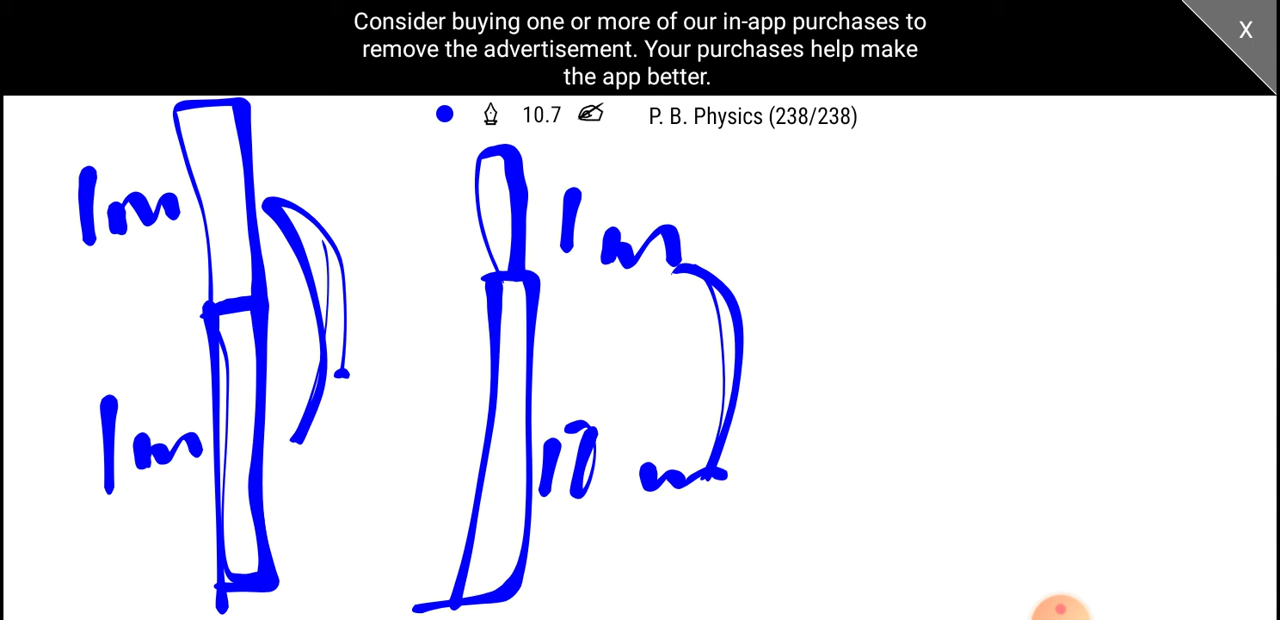 Consider buying one or more of our in-app purchases to
remove the advertisement. Your purchases help make
the app better.
X
10.7 P. B. Physics (238/238)
1m
1m
1m
10 m